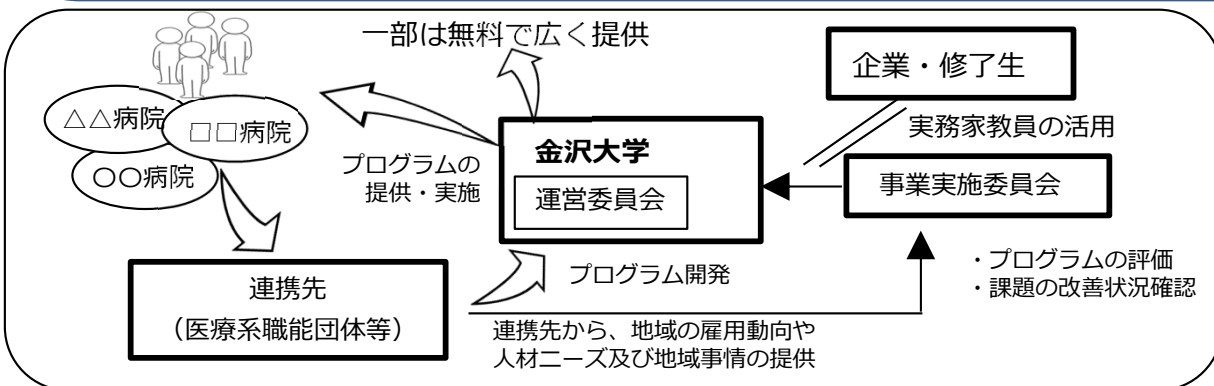 一部は無料で広く提供
企業・修了生
△△病院
□□病院
〇〇病院
実務家教員の活用
プログラムの
提供・実施
金沢大学
運営委員会
事業実施委員会
連携先
（医療系職能団体等）
プログラム開発
・プログラムの評価
・課題の改善状況確認
連携先から、地域の雇用動向や
人材ニーズ及び地域事情の提供